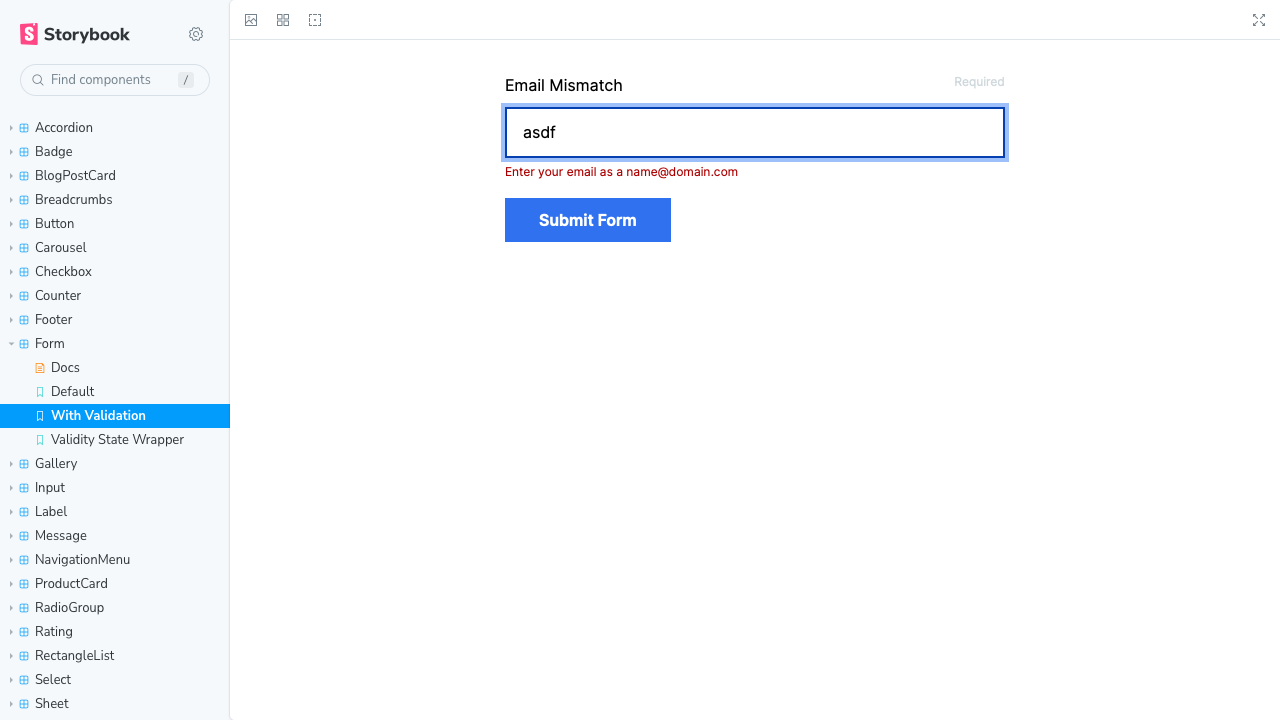 Storybook
Find components /
Accordion
Badge
BlogPostCard
Breadcrumbs
Button
Carousel
Checkbox
Counter
Footer
Form
Docs
Default
With Validation
Validity State Wrapper
Gallery
Input
Label
Message
NavigationMenu
ProductCard
RadioGroup
Rating
RectangleList
Select
Sheet
Email Mismatch Required
asdf
Enter your email as a name@domain.com
Submit Form